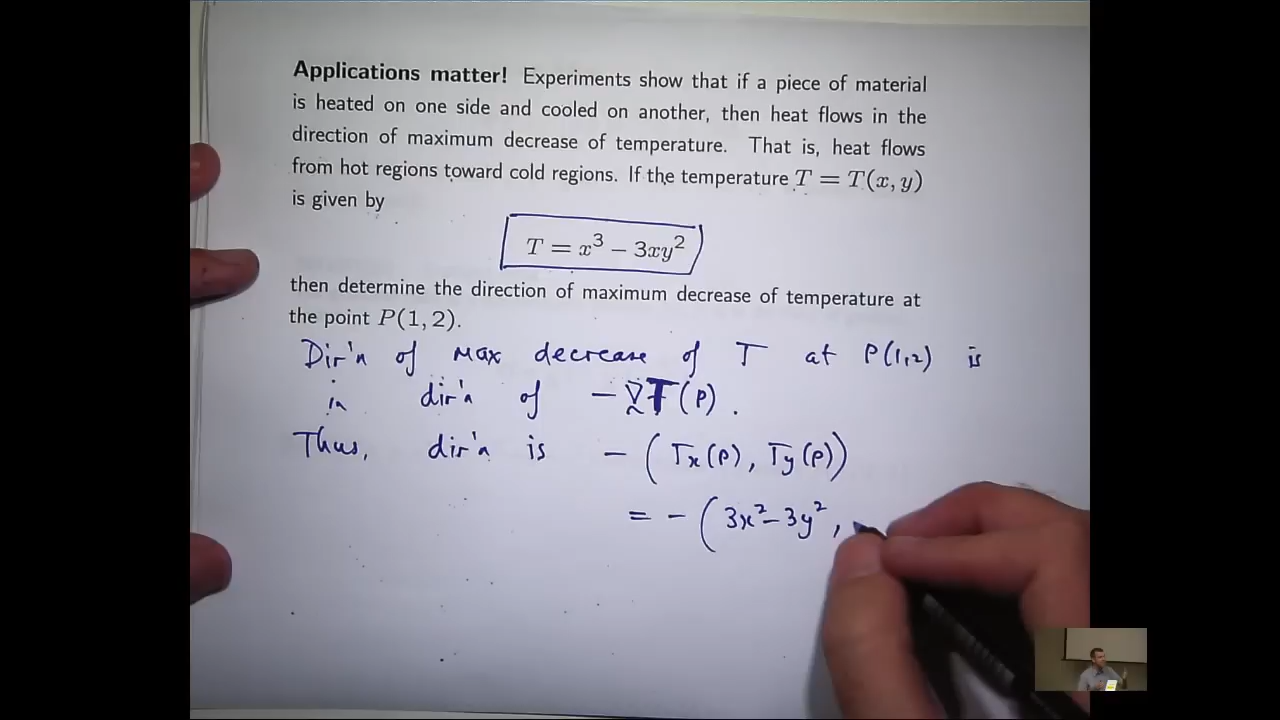 Applications matter! Experiments show that if a piece of material
is heated on one side and cooled on another, then heat flows in the
direction of maximum decrease of temperature. That is, heat flows
from hot regions toward cold regions. If the temperature T = T(x, y)
is given by
T = x³ − 3xy²
then determine the direction of maximum decrease of temperature at
the point P(1, 2).
Dir'n of max decrease of T at P(1,2) is
in dir'n of − ∇T(P).
Thus, dir'n is − (Tx(P), Ty(P))
= − (3x² − 3y²,